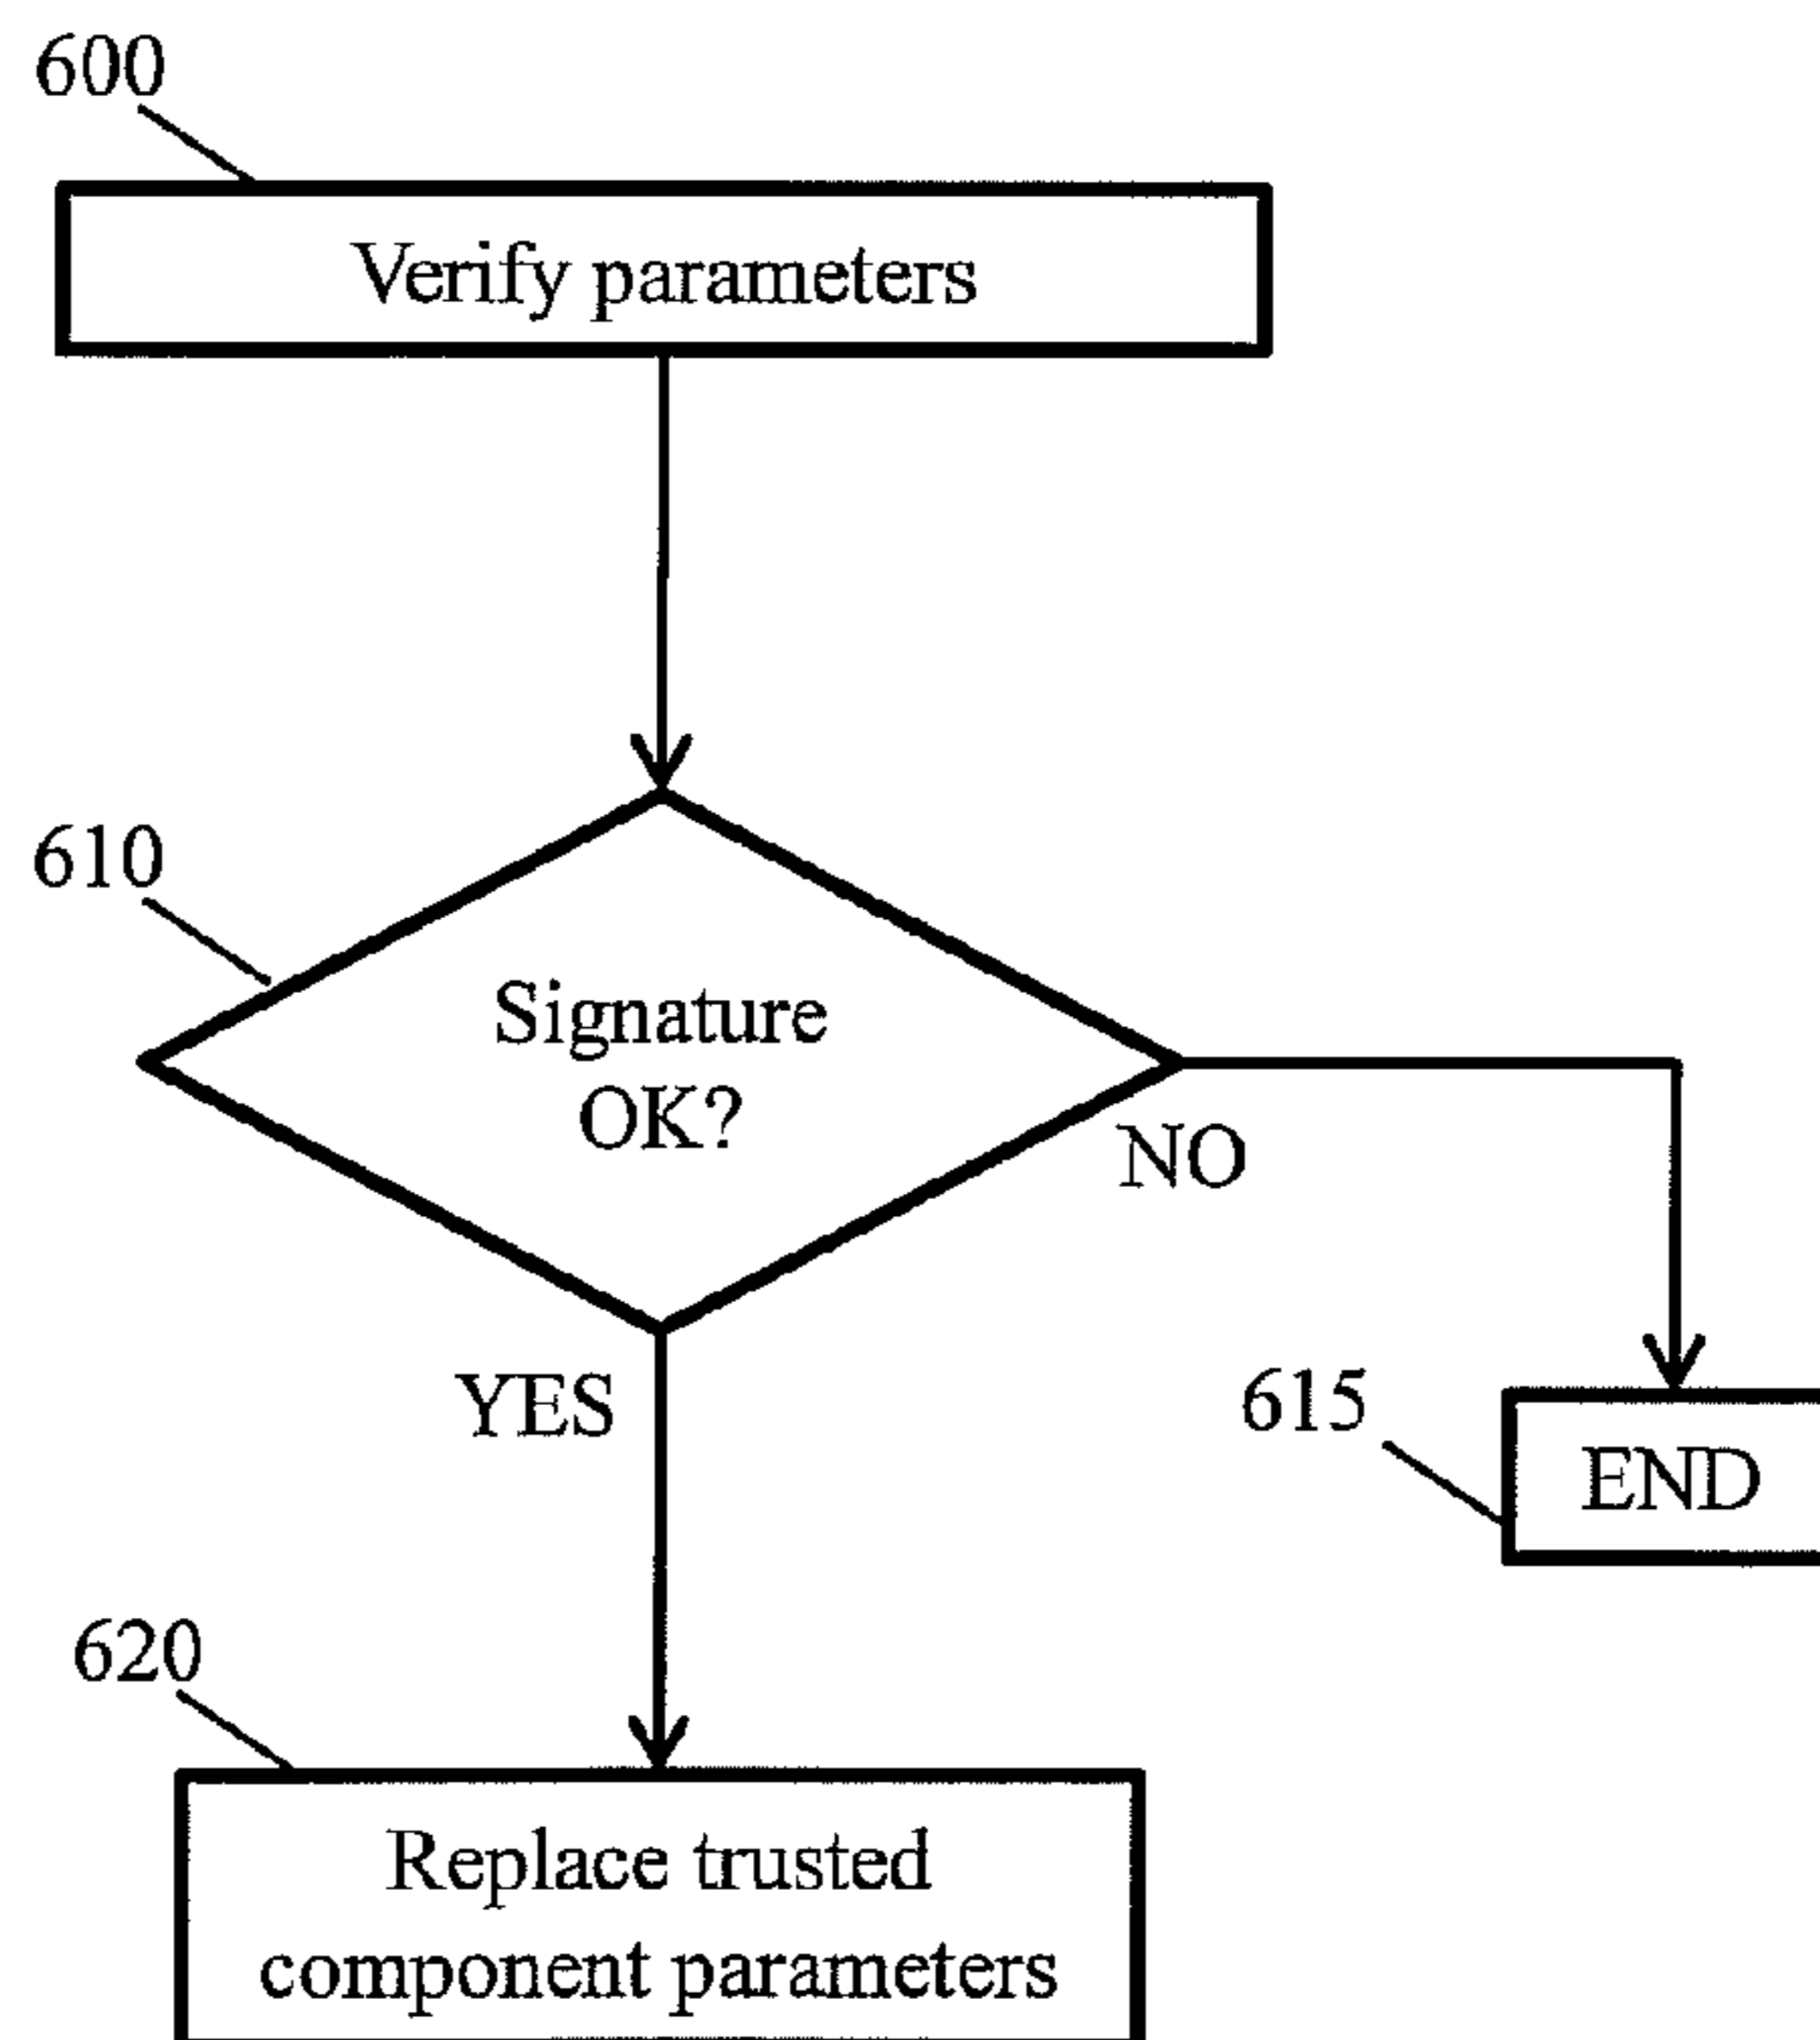 600
Verify parameters
610
Signature
OK?
NO
YES
615
END
620
Replace trusted
component parameters